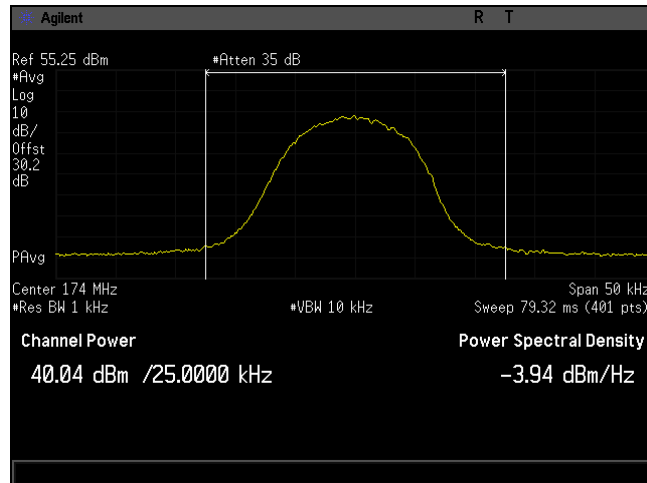 Agilent R T
Ref 55.25 dBm #Atten 35 dB
#Avg
Log
10
dB/
Offst
30.2
dB
PAvg
Center 174 MHz Span 50 kHz
#Res BW 1 kHz #VBW 10 kHz Sweep 79.32 ms (401 pts)
Channel Power Power Spectral Density
40.04 dBm /25.0000 kHz -3.94 dBm/Hz